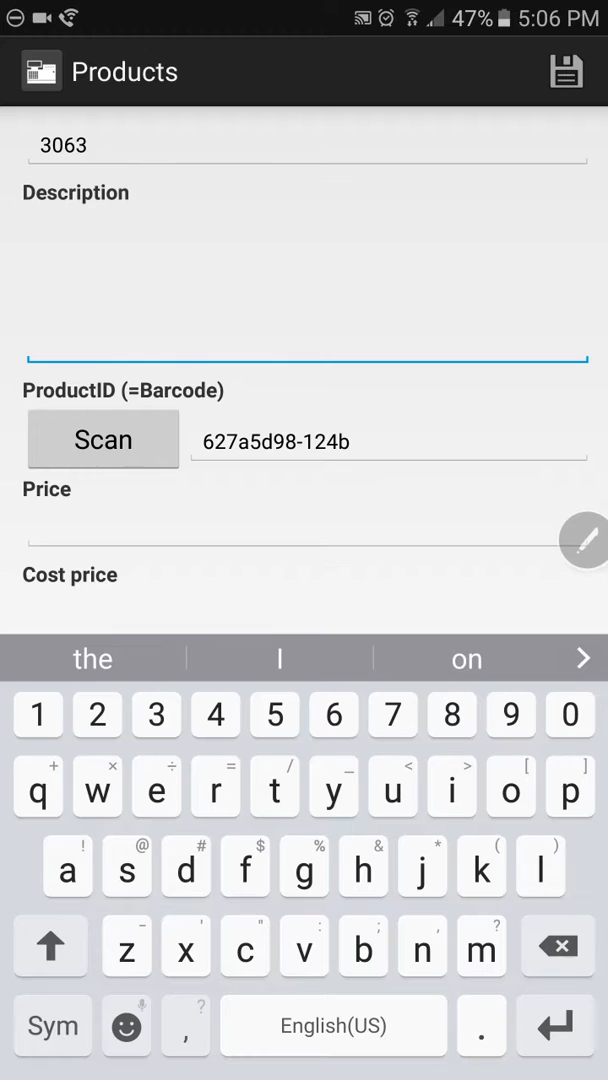 47% 5:06 PM
Products
3063
Description
ProductID (=Barcode)
Scan 627a5d98-124b
Price
Cost price
the I on >
1 2 3 4 5 6 7 8 9 0
+ × ÷ = / _ < > [ ]
q w e r t y u i o p
! @ # $ % & * ( )
a s d f g h j k l
- ' " : ; , ?
z x c v b n m
Sym , ? English(US) .